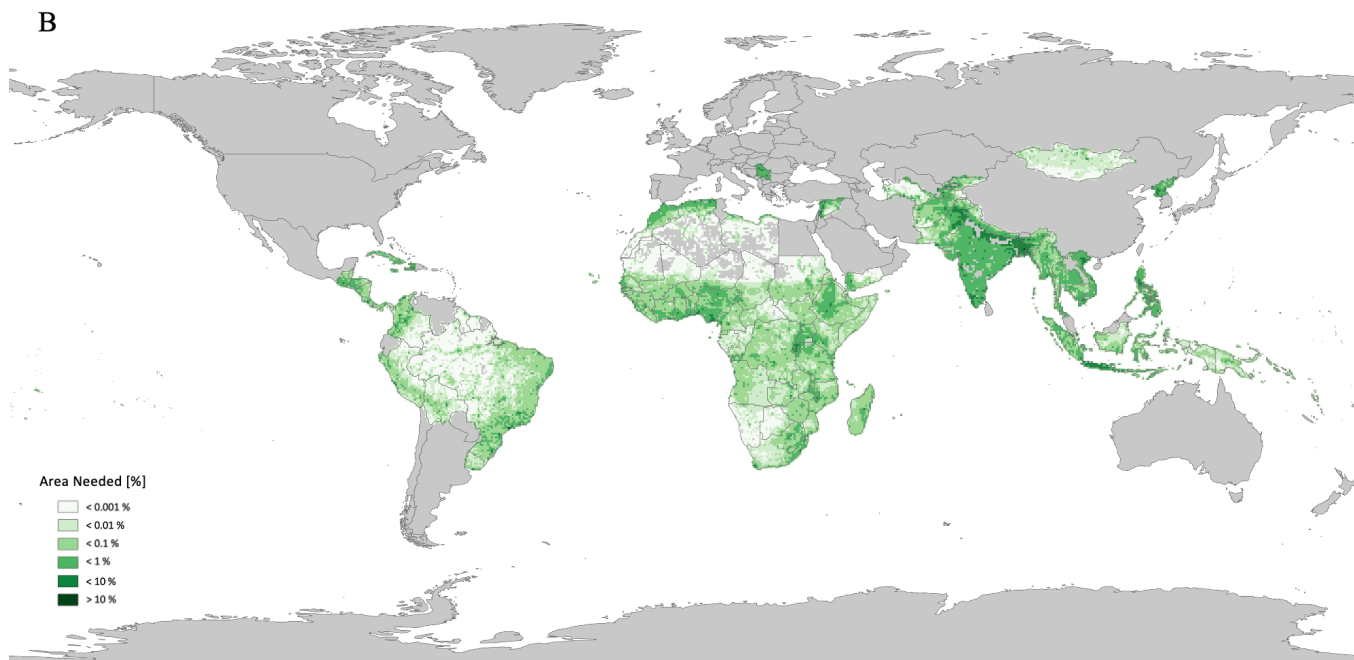 B
Area Needed [%]
< 0.001 %
< 0.01 %
< 0.1 %
< 1 %
< 10 %
> 10 %